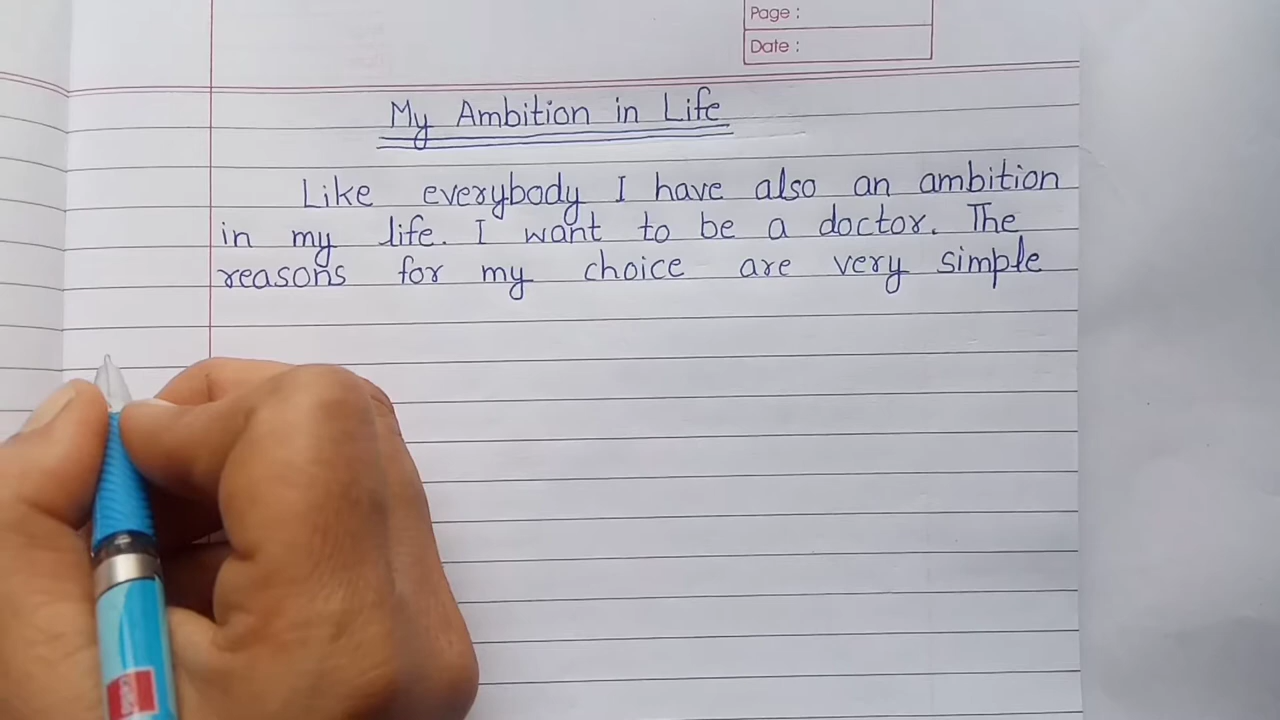 Page :
Date :
My Ambition in Life
Like everybody I have also an ambition
in my life. I want to be a doctor. The
reasons for my choice are very simple